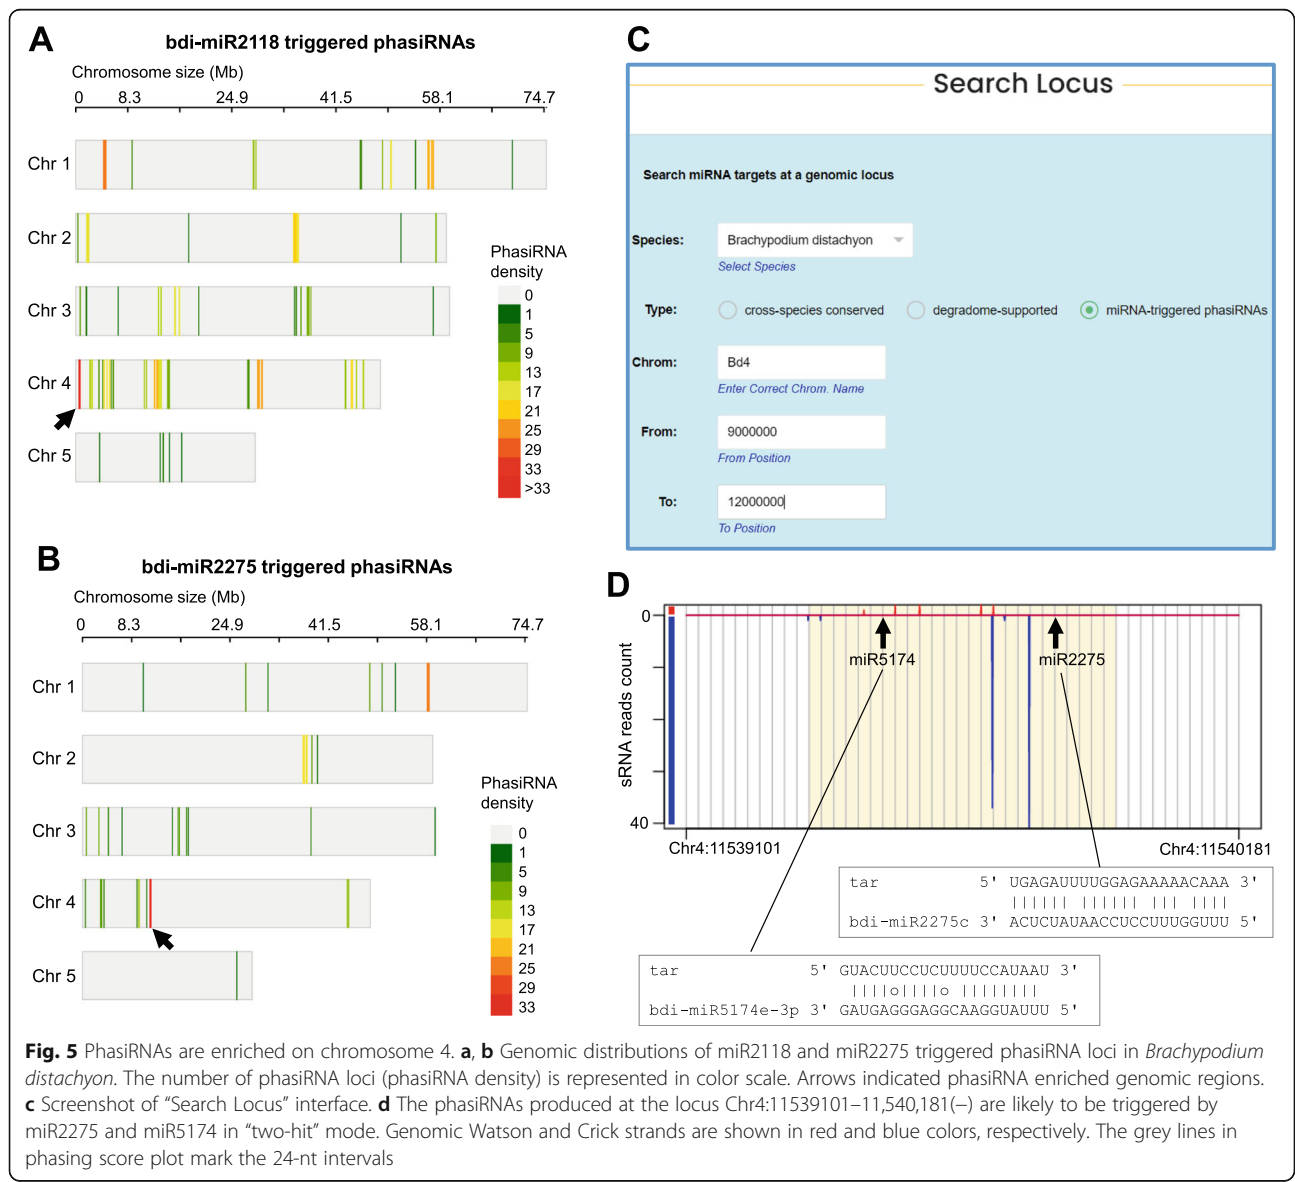 A
bdi-miR2118 triggered phasiRNAs
Chromosome size (Mb)
0 8.3 24.9 41.5 58.1 74.7
Chr 1
Chr 2
Chr 3
Chr 4
Chr 5
PhasiRNA
density
0
1
5
9
13
17
21
25
29
33
>33
B
bdi-miR2275 triggered phasiRNAs
Chromosome size (Mb)
0 8.3 24.9 41.5 58.1 74.7
Chr 1
Chr 2
Chr 3
Chr 4
Chr 5
PhasiRNA
density
0
1
5
9
13
17
21
25
29
33
C
Search Locus
Search miRNA targets at a genomic locus
Species: Brachypodium distachyon
Select Species
Type: cross-species conserved degradome-supported miRNA-triggered phasiRNAs
Chrom: Bd4
Enter Correct Chrom. Name
From: 9000000
From Position
To: 12000000
To Position
D
sRNA reads count
0
40
miR5174 miR2275
Chr4:11539101 Chr4:11540181
tar 5' UGAGAUUUUGGAGAAAAACAAA 3'
bdi-miR2275c 3' ACUCUAUAACCUCCUUUGGUUU 5'
tar 5' GUACUUCCUCUUUUCCAUAAU 3'
bdi-miR5174e-3p 3' GAUGAGGGAGGCAAGGUAUUU 5'
Fig. 5 PhasiRNAs are enriched on chromosome 4. a, b Genomic distributions of miR2118 and miR2275 triggered phasiRNA loci in Brachypodium
distachyon. The number of phasiRNA loci (phasiRNA density) is represented in color scale. Arrows indicated phasiRNA enriched genomic regions.
c Screenshot of “Search Locus” interface. d The phasiRNAs produced at the locus Chr4:11539101–11,540,181(−) are likely to be triggered by
miR2275 and miR5174 in “two-hit” mode. Genomic Watson and Crick strands are shown in red and blue colors, respectively. The grey lines in
phasing score plot mark the 24-nt intervals